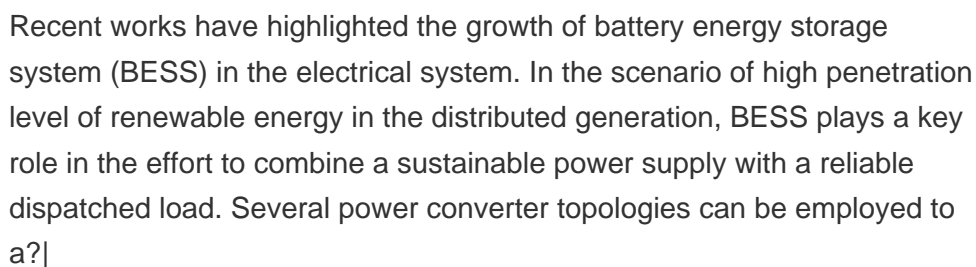 Recent works have highlighted the growth of battery energy storage
system (BESS) in the electrical system. In the scenario of high penetration
level of renewable energy in the distributed generation, BESS plays a key
role in the effort to combine a sustainable power supply with a reliable
dispatched load. Several power converter topologies can be employed to
a?|